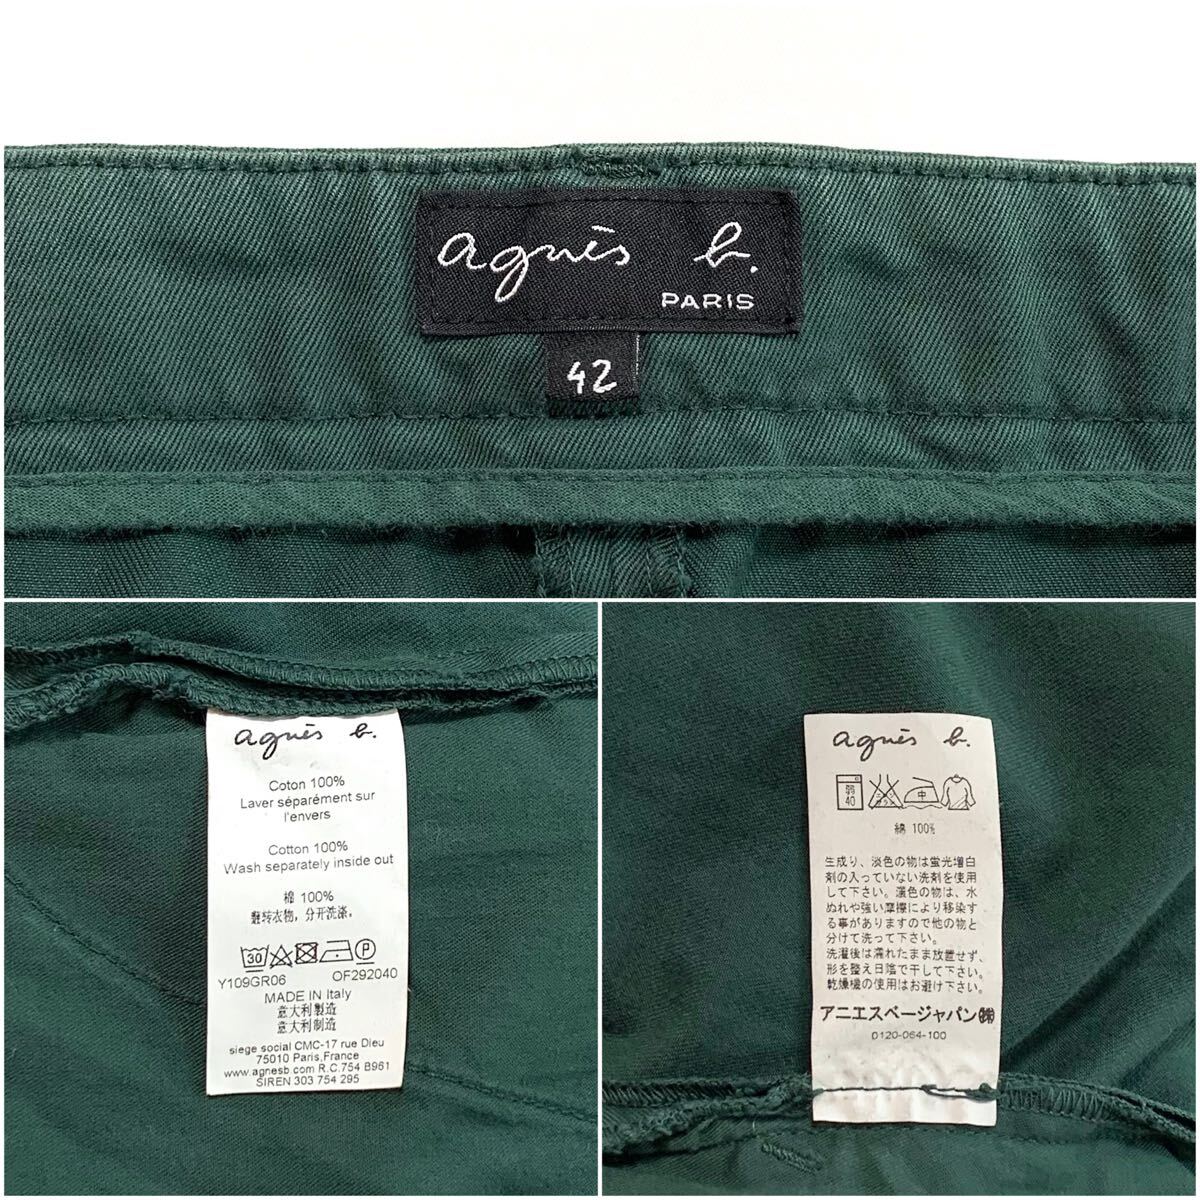 agnès b.
PARIS
42
agnès b.
Coton 100%
Laver séparément sur
l'envers
Cotton 100%
Wash separately inside out
棉 100%
翻转衣物，分开洗涤，
30
P
Y109GR06 OF292040
MADE IN Italy
意大利製造
意大利制造
siege social CMC-17 rue Dieu
75010 Paris,France
www.agnesb.com R.C.754 B961
SIREN 303 754 295
agnès b.
弱
40
エンソ
サラシ
中
綿 100%
生成り、淡色の物は蛍光増白
剤の入っていない洗剤を使用
して下さい。濃色の物は、水
ぬれや強い摩擦により移染す
る事がありますので他の物と
分けて洗って下さい。
洗濯後は濡れたまま放置せず、
形を整え日陰で干して下さい。
乾燥機の使用はお避け下さい。
アニエスベージャパン㈱
0120-064-100